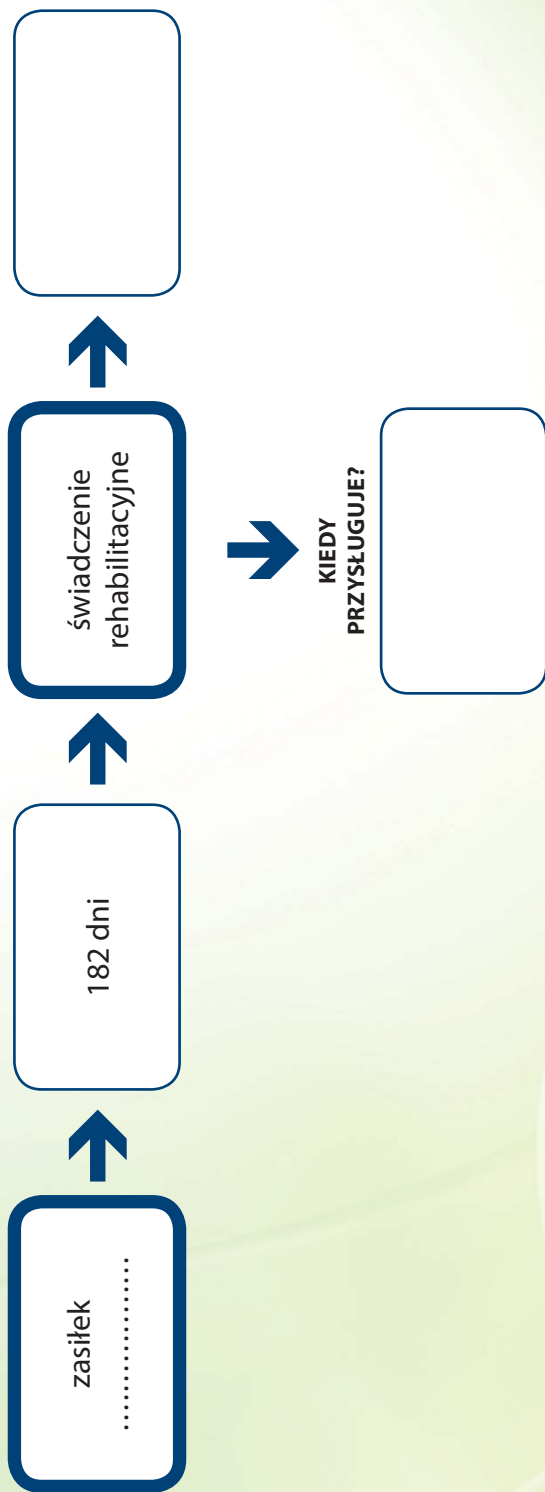 zasiłek
....................
182 dni
świadczenie
rehabilitacyjne
KIEDY
PRZYSŁUGUJE?